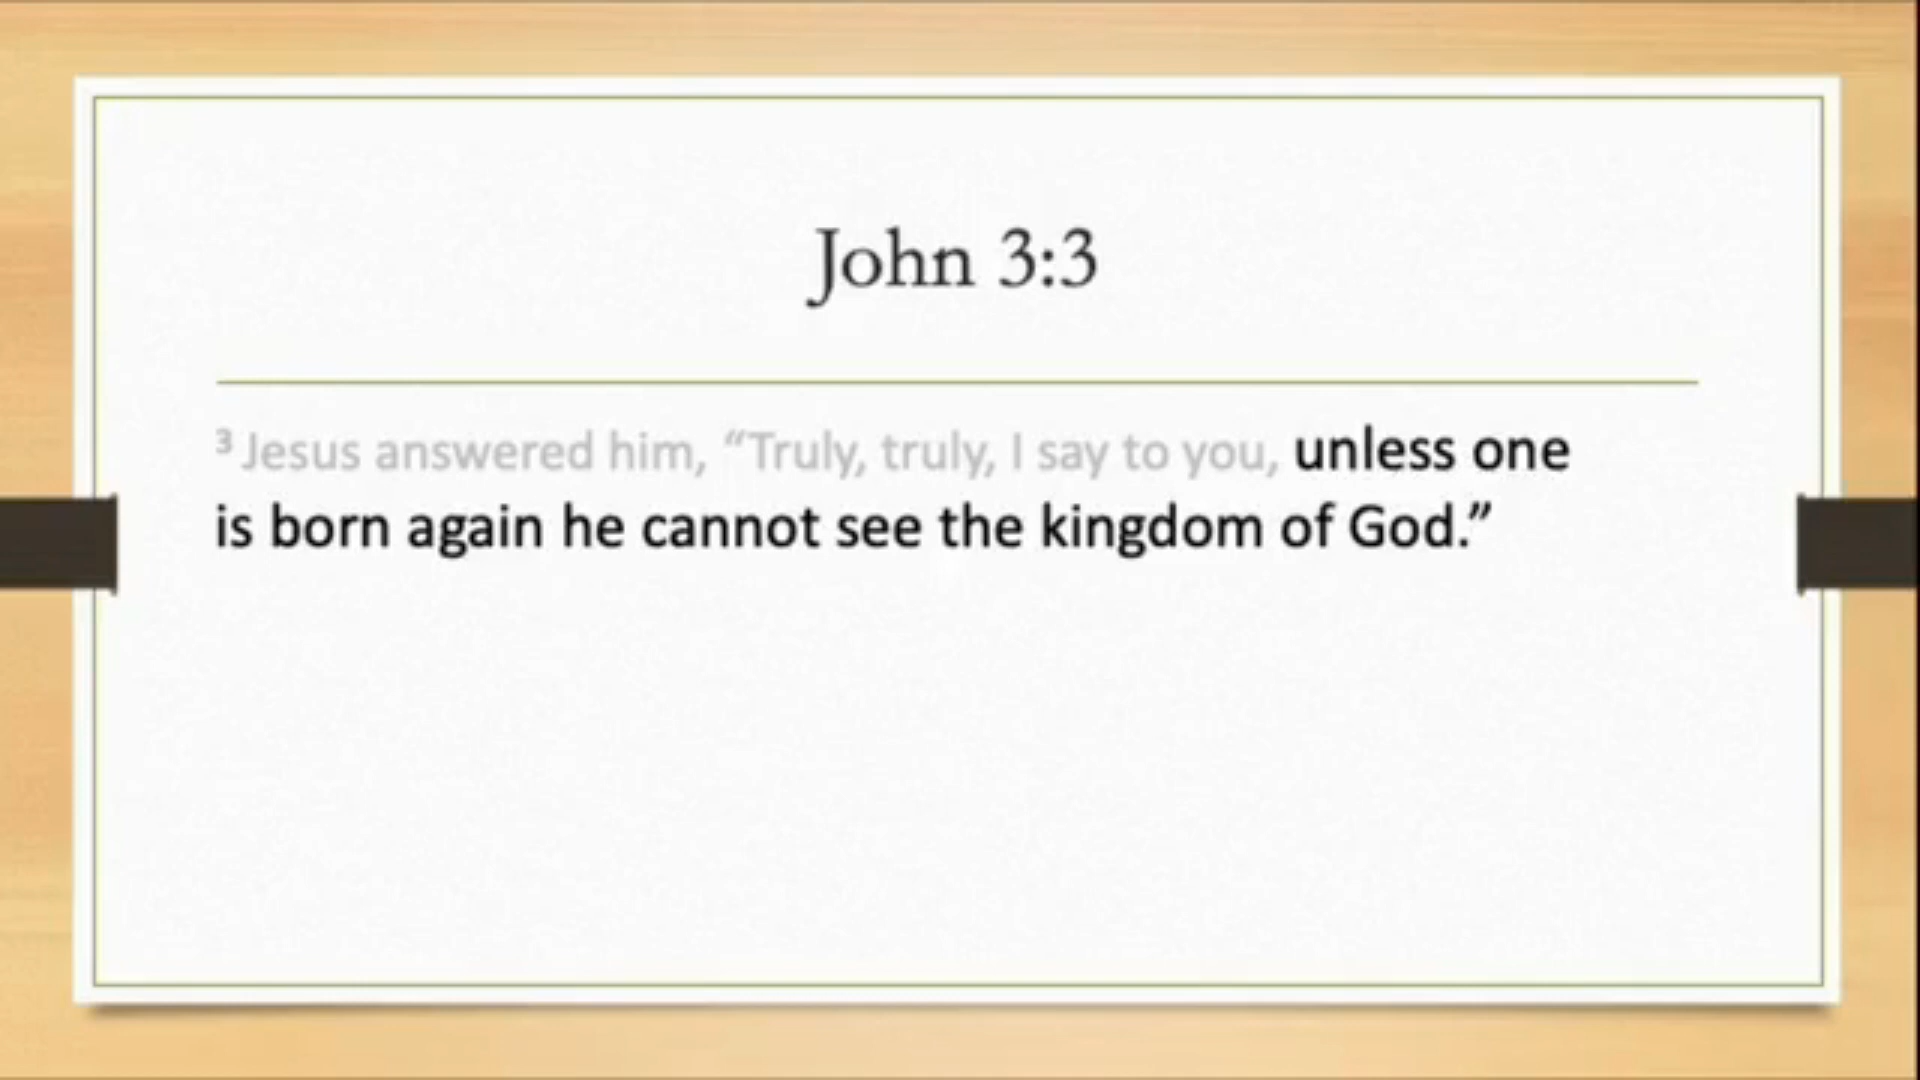 John 3:3
³ Jesus answered him, “Truly, truly, I say to you, unless one
is born again he cannot see the kingdom of God.”